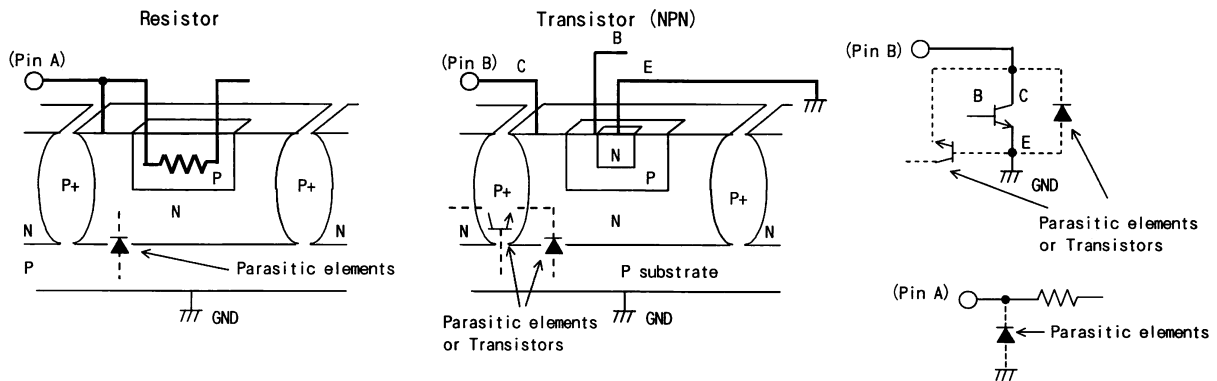 Resistor
(Pin A)
P+
P
P+
N
N
N
P
Parasitic elements
GND
Transistor (NPN)
(Pin B)
C
B
E
P+
N
P
P+
N
N
N
P substrate
GND
Parasitic elements
or Transistors
(Pin B)
B
C
E
GND
Parasitic elements
or Transistors
(Pin A)
Parasitic elements